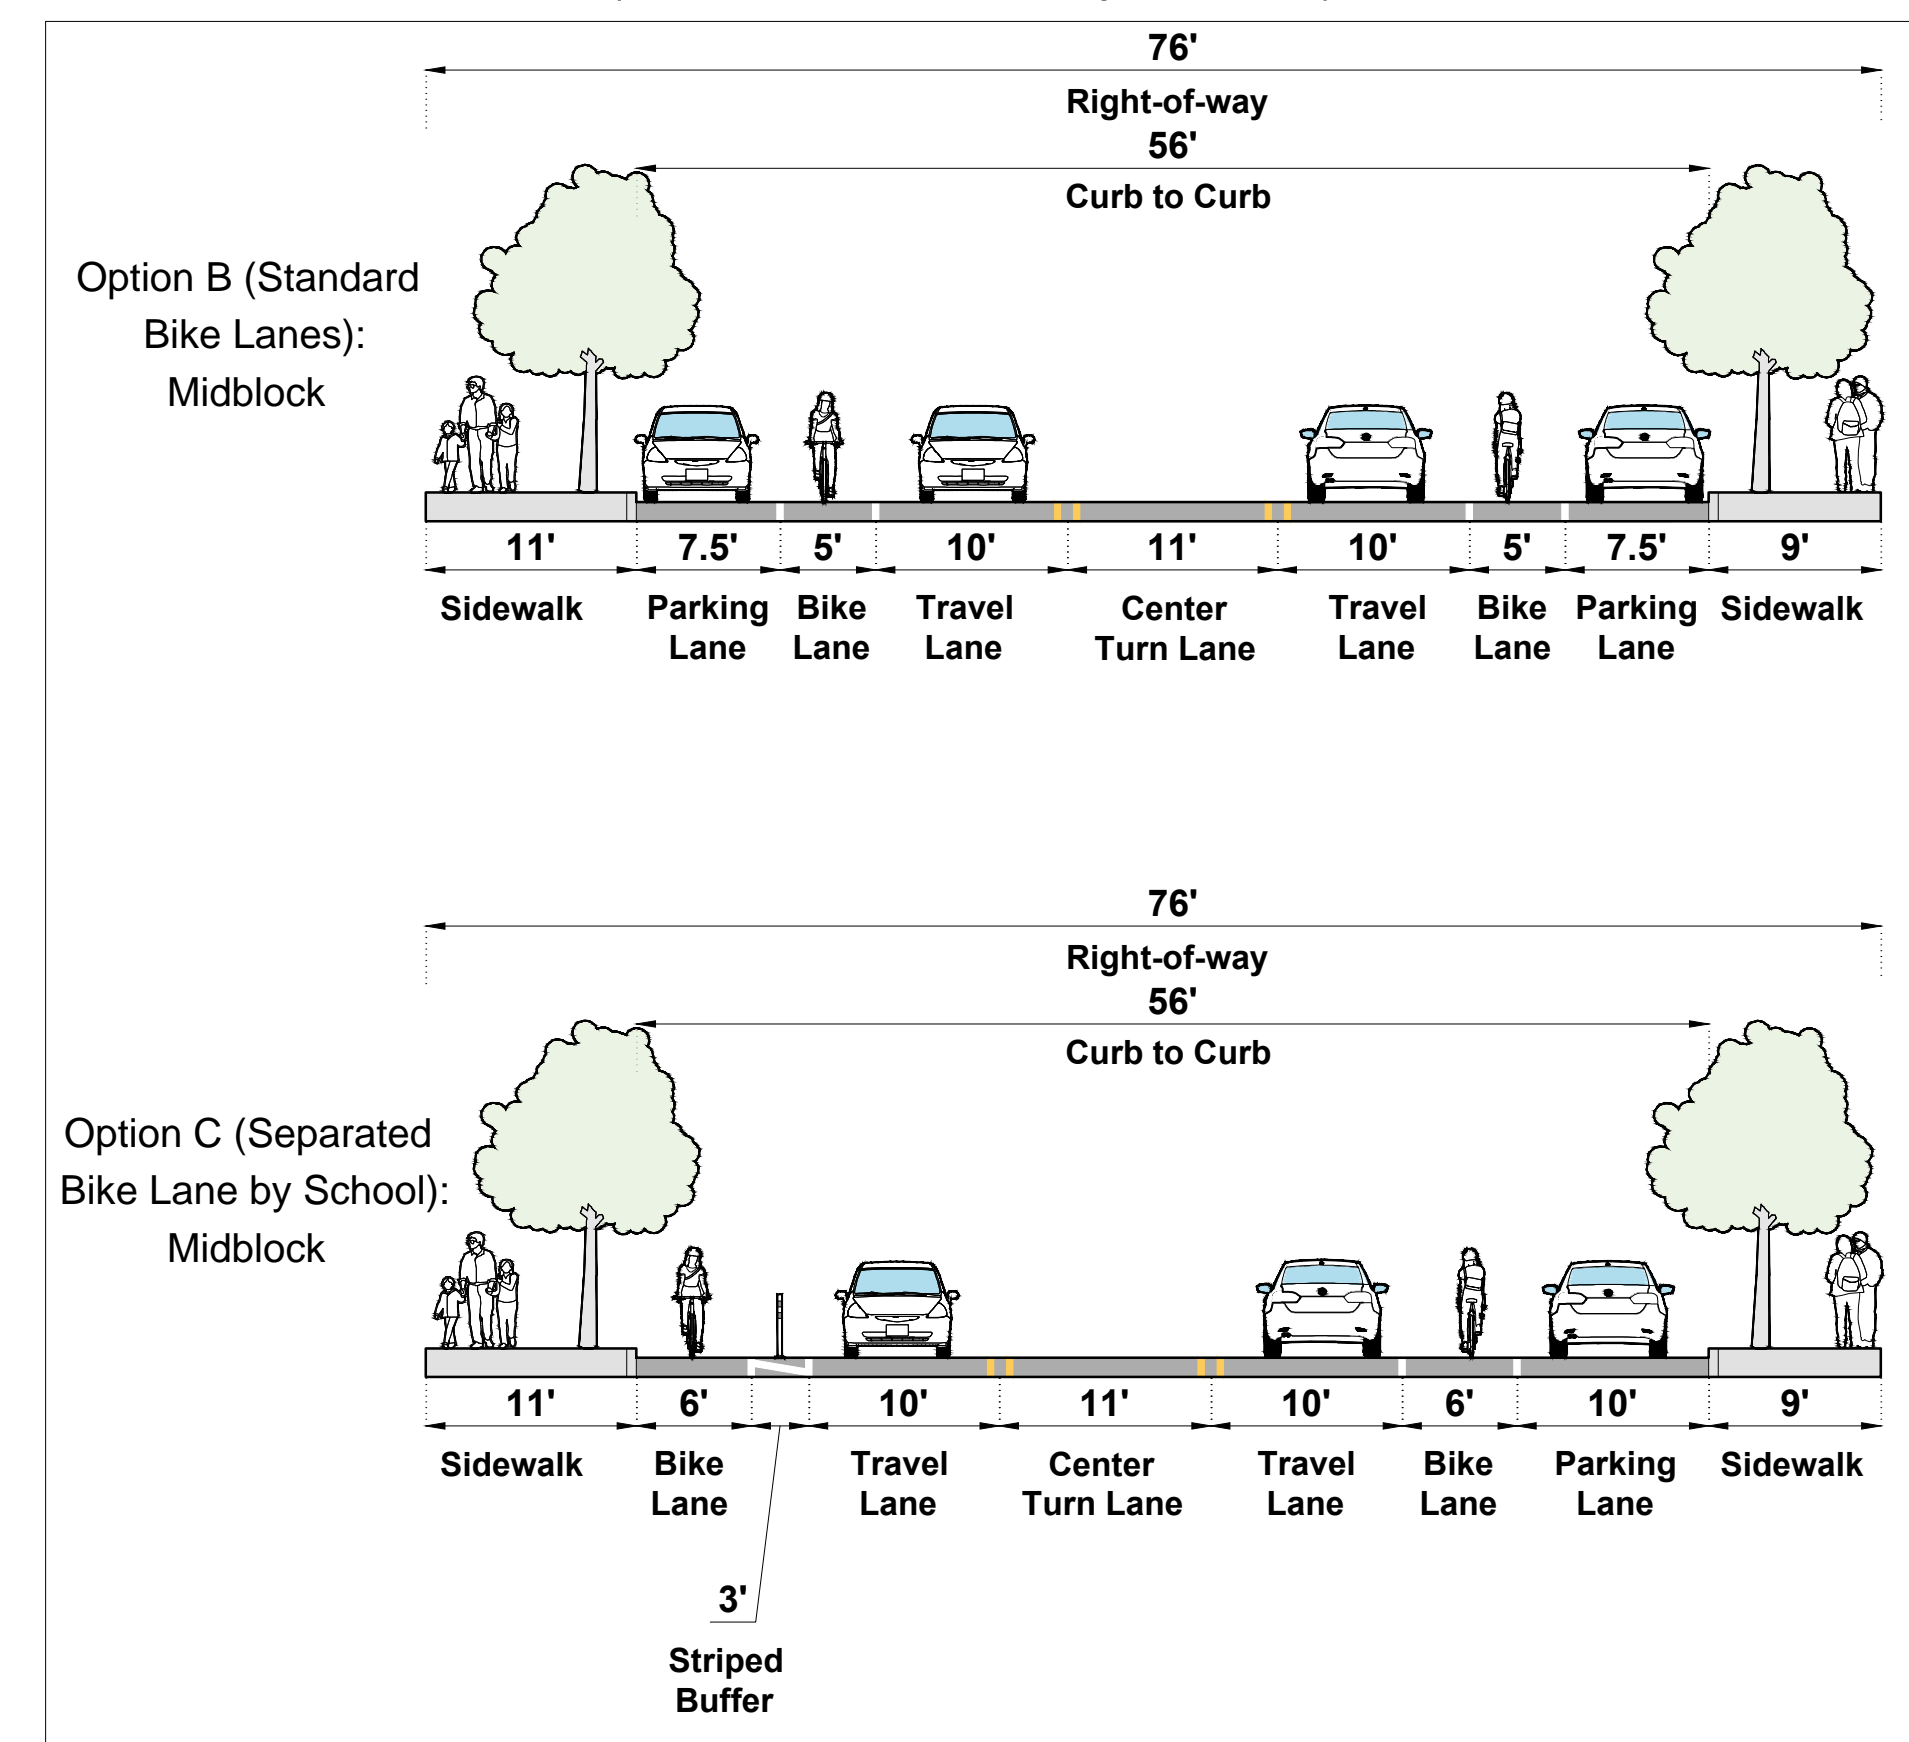 76'
Right-of-way
56'
Curb to Curb
Option B (Standard
Bike Lanes):
Midblock
11' 7.5' 5' 10' 11' 10' 5' 7.5' 9'
Sidewalk Parking Bike Travel Center Travel Bike Parking Sidewalk
Lane Lane Lane Turn Lane Lane Lane Lane
76'
Right-of-way
56'
Curb to Curb
Option C (Separated
Bike Lane by School):
Midblock
11' 6' 10' 11' 10' 6' 10' 9'
Sidewalk Bike Travel Center Travel Bike Parking Sidewalk
Lane Lane Turn Lane Lane Lane Lane
3'
Striped
Buffer